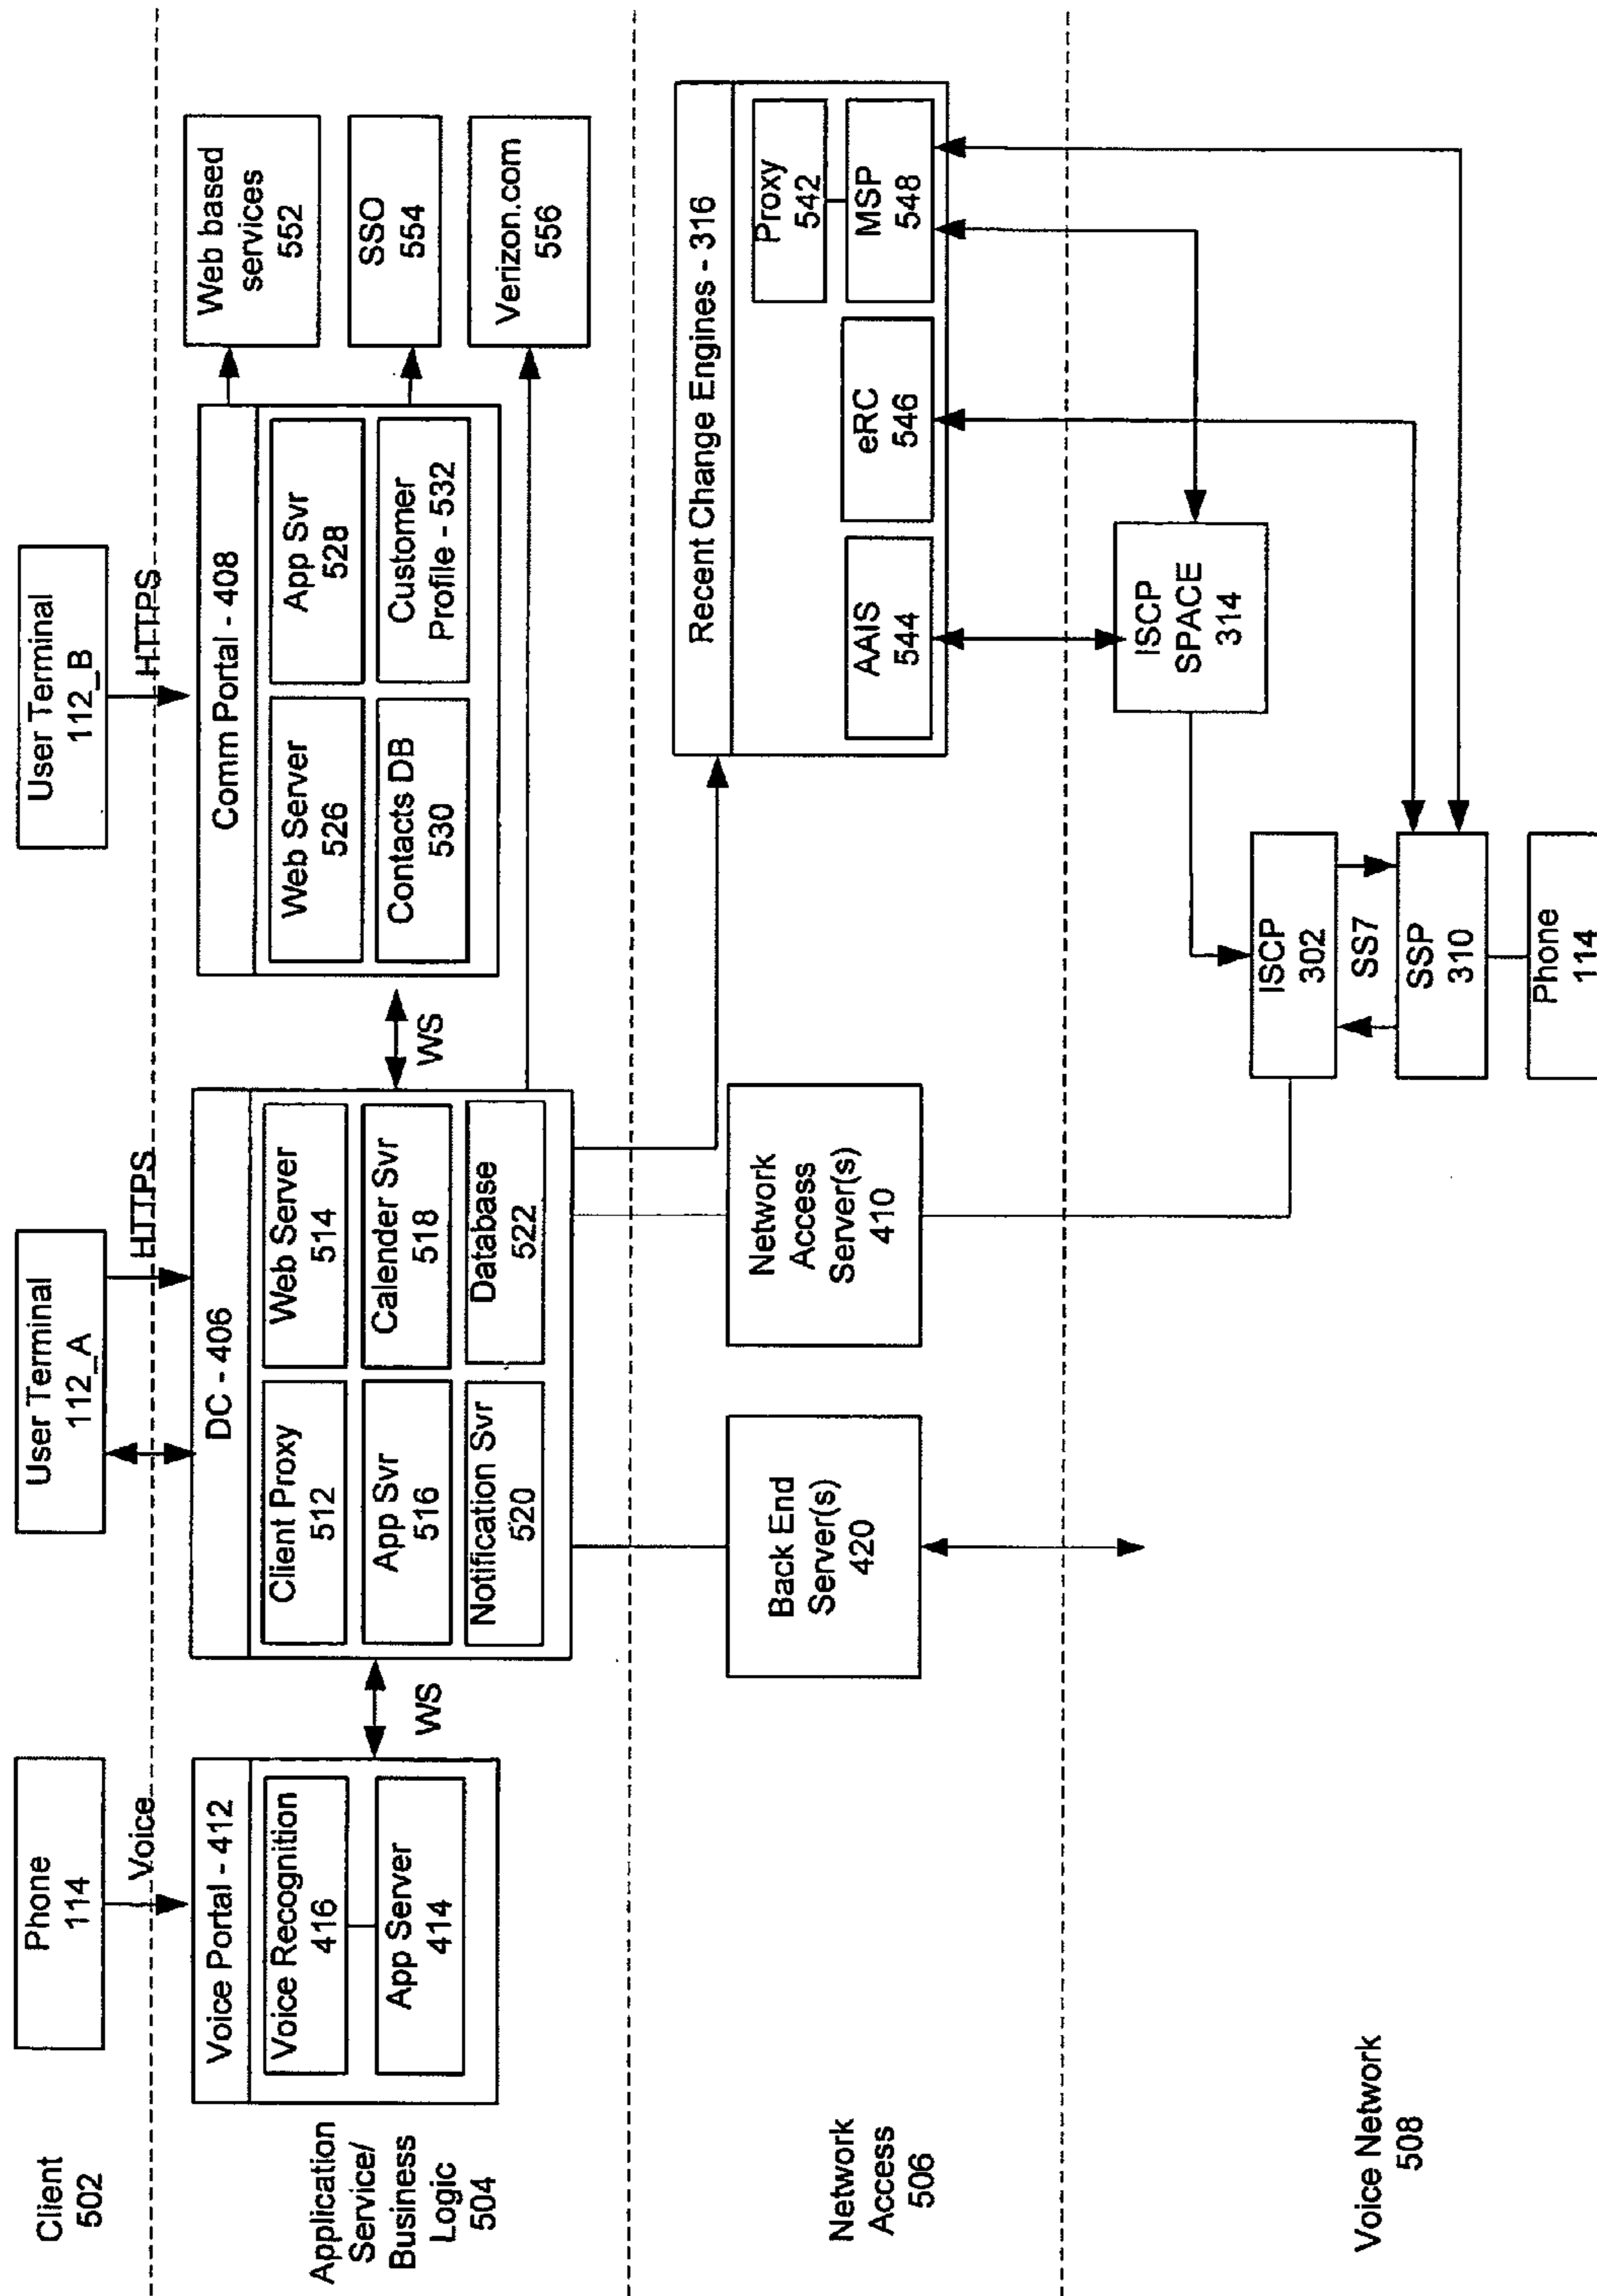 Client
502
Phone
114
Voice
User Terminal
112_A
HTTPS
User Terminal
112_B
HTTPS
Application
Service/
Business
Logic
504
Voice Portal - 412
Voice Recognition
416
App Server
414
WS
DC - 406
Client Proxy
512
Web Server
514
App Svr
516
Calender Svr
518
Notification Svr
520
Database
522
WS
Comm Portal - 408
Web Server
526
App Svr
528
Contacts DB
530
Customer
Profile - 532
Web based
services
552
SSO
554
Verizon.com
556
Network
Access
506
Back End
Server(s)
420
Network
Access
Server(s)
410
Recent Change Engines - 316
AAIS
544
eRC
546
Proxy
542
MSP
548
Voice Network
508
ISCP
SPACE
314
ISCP
302
SS7
SSP
310
Phone
114